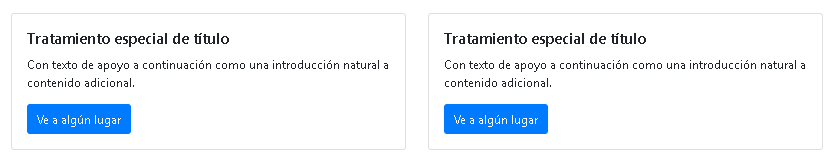 Tratamiento especial de título
Con texto de apoyo a continuación como una introducción natural a
contenido adicional.
Ve a algún lugar
Tratamiento especial de título
Con texto de apoyo a continuación como una introducción natural a
contenido adicional.
Ve a algún lugar